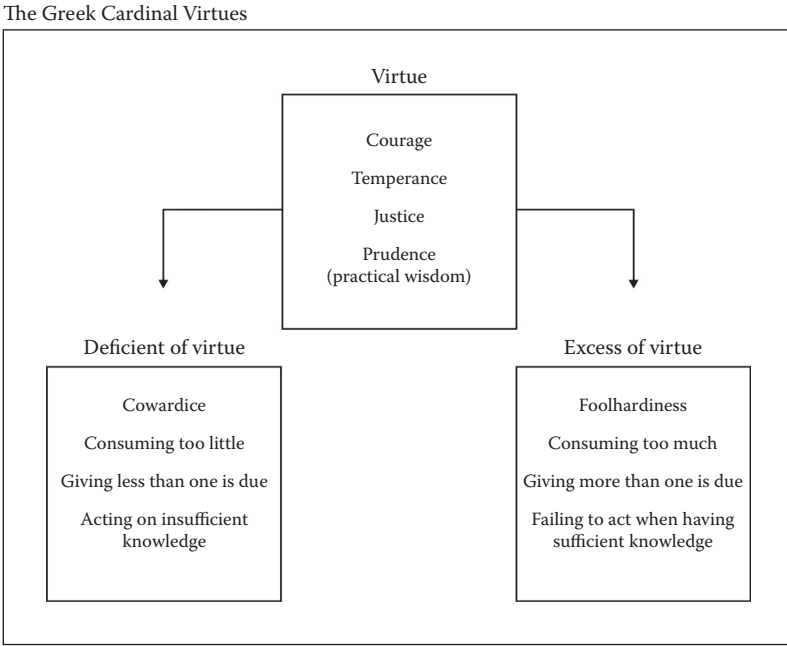 The Greek Cardinal Virtues
Virtue
Courage
Temperance
Justice
Prudence
(practical wisdom)
Deficient of virtue
Cowardice
Consuming too little
Giving less than one is due
Acting on insufficient
knowledge
Excess of virtue
Foolhardiness
Consuming too much
Giving more than one is due
Failing to act when having
sufficient knowledge